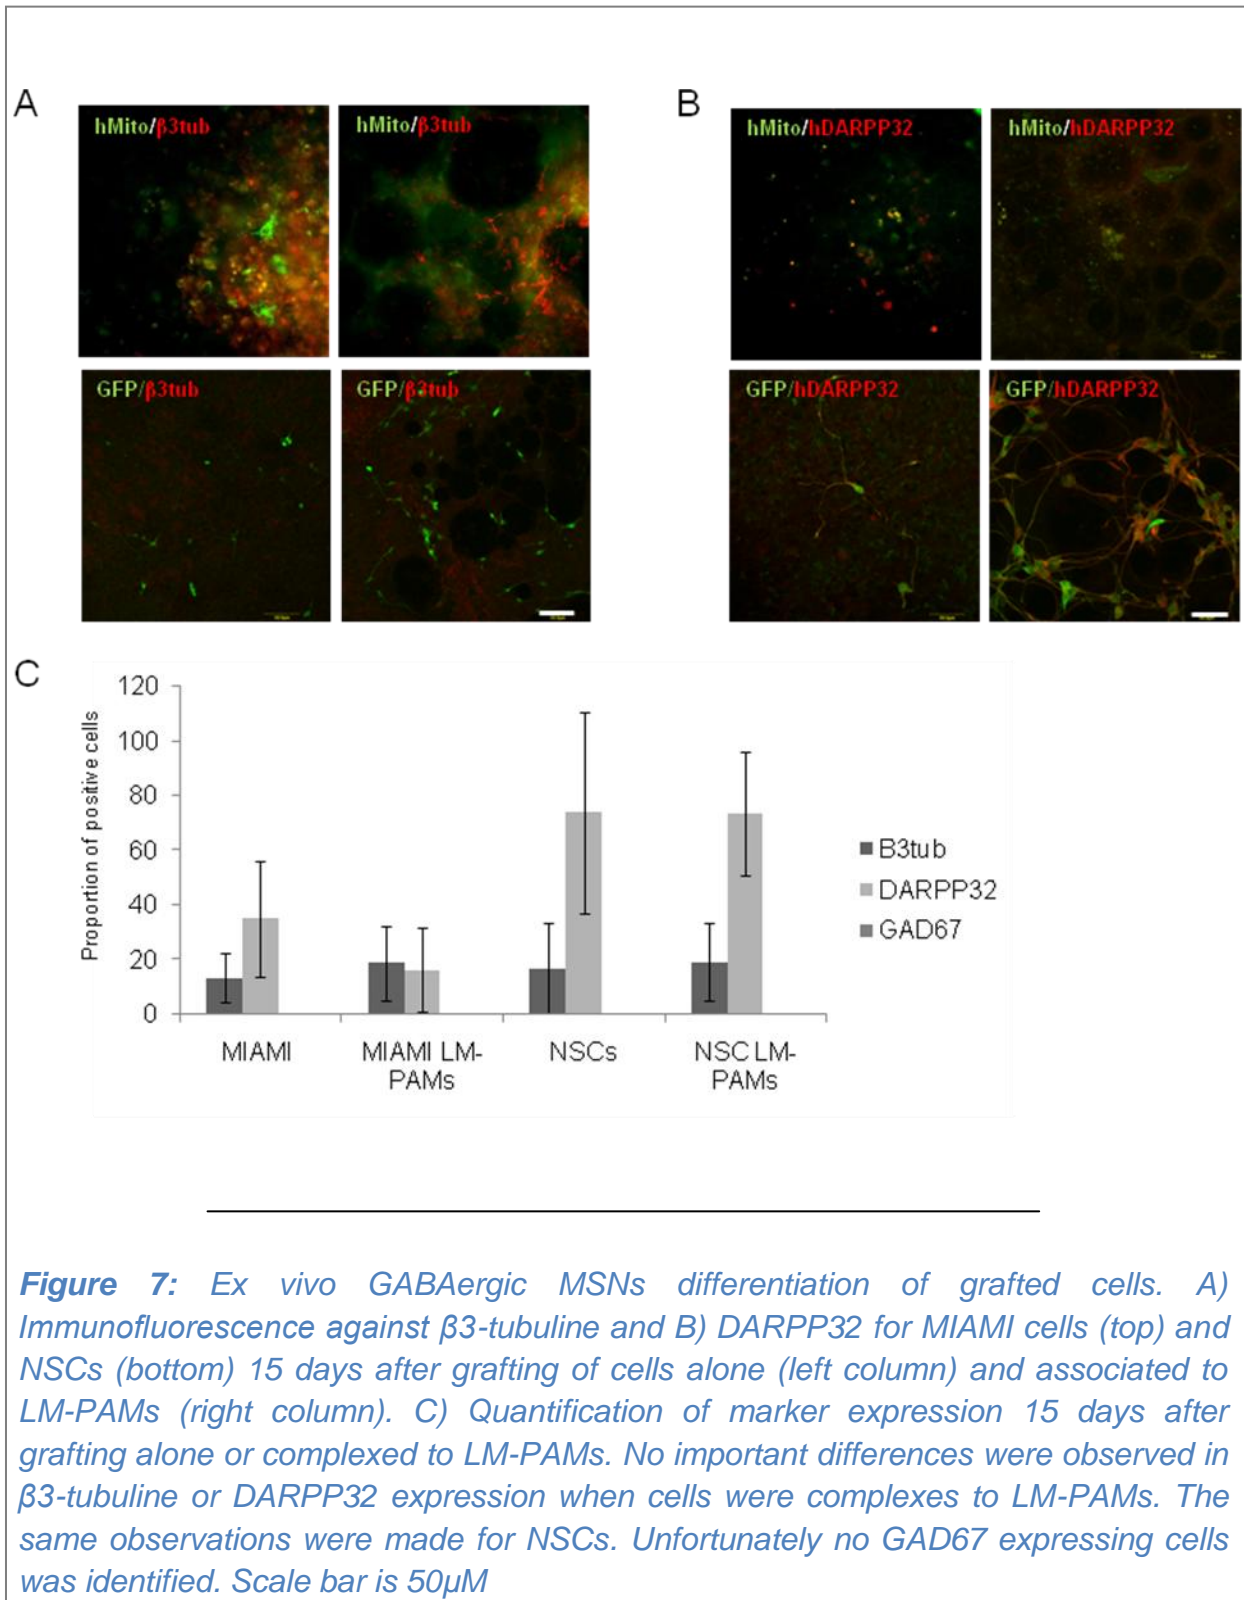 A
B
hMito/β3tub
hMito/β3tub
hMito/hDARPP32
hMito/hDARPP32
GFP/β3tub
GFP/β3tub
GFP/hDARPP32
GFP/hDARPP32
C
Proportion of positive cells
120
100
80
60
40
20
0
MIAMI
MIAMI LM-
PAMs
NSCs
NSC LM-
PAMs
B3tub
DARPP32
GAD67
Figure 7: Ex vivo GABAergic MSNs differentiation of grafted cells. A)
Immunofluorescence against β3-tubuline and B) DARPP32 for MIAMI cells (top) and
NSCs (bottom) 15 days after grafting of cells alone (left column) and associated to
LM-PAMs (right column). C) Quantification of marker expression 15 days after
grafting alone or complexed to LM-PAMs. No important differences were observed in
β3-tubuline or DARPP32 expression when cells were complexes to LM-PAMs. The
same observations were made for NSCs. Unfortunately no GAD67 expressing cells
was identified. Scale bar is 50μM